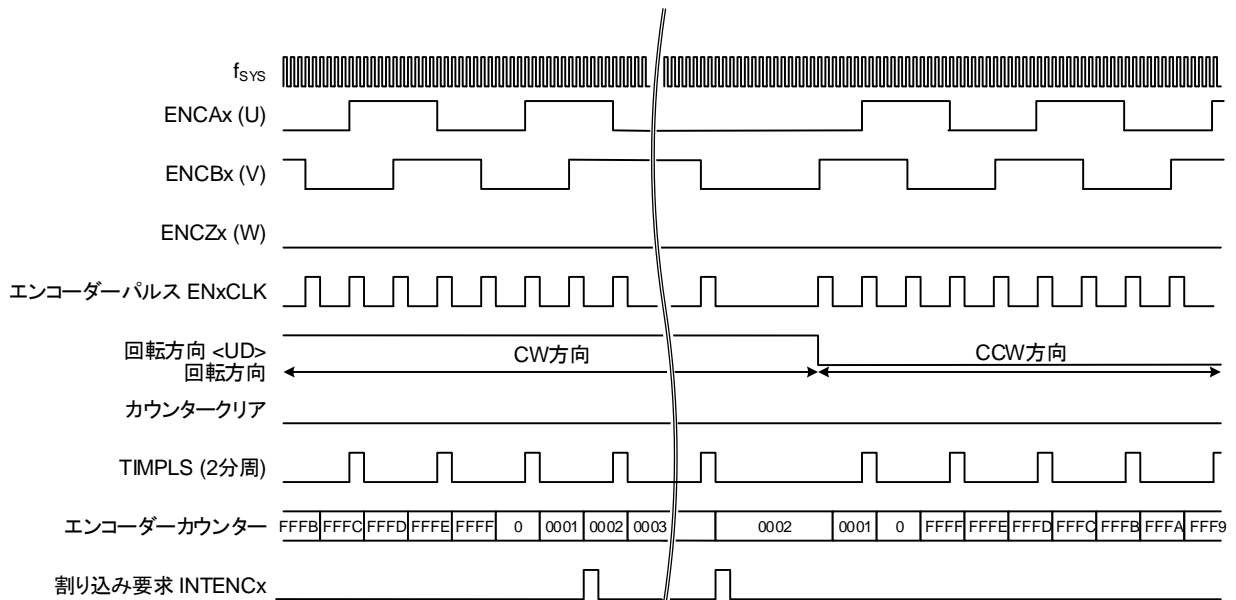 fSYS
ENCAx (U)
ENCBx (V)
ENCZx (W)
エンコーダーパルス ENxCLK
回転方向 <UD>
回転方向
CW方向
CCW方向
カウンタークリア
TIMPLS (2分周)
エンコーダーカウンター
FFFB FFFC FFFD FFFE FFFF 0 0001 0002 0003 0002 0001 0 FFFF FFFE FFFD FFFC FFFB FFFA FFF9
割り込み要求 INTENCx